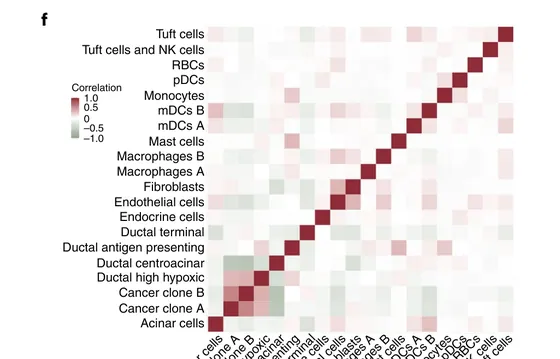 f
Tuft cells
Tuft cells and NK cells
RBCs
pDCs
Correlation
Monocytes
1.0
0.5
mDCs B
0
mDCs A
−0.5
−1.0
Mast cells
Macrophages B
Macrophages A
Fibroblasts
Endothelial cells
Endocrine cells
Ductal terminal
Ductal antigen presenting
Ductal centroacinar
Ductal high hypoxic
Cancer clone B
Cancer clone A
Acinar cells